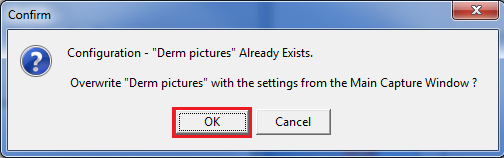 Confirm
Configuration - "Derm pictures" Already Exists.
Overwrite "Derm pictures" with the settings from the Main Capture Window ?
OK
Cancel